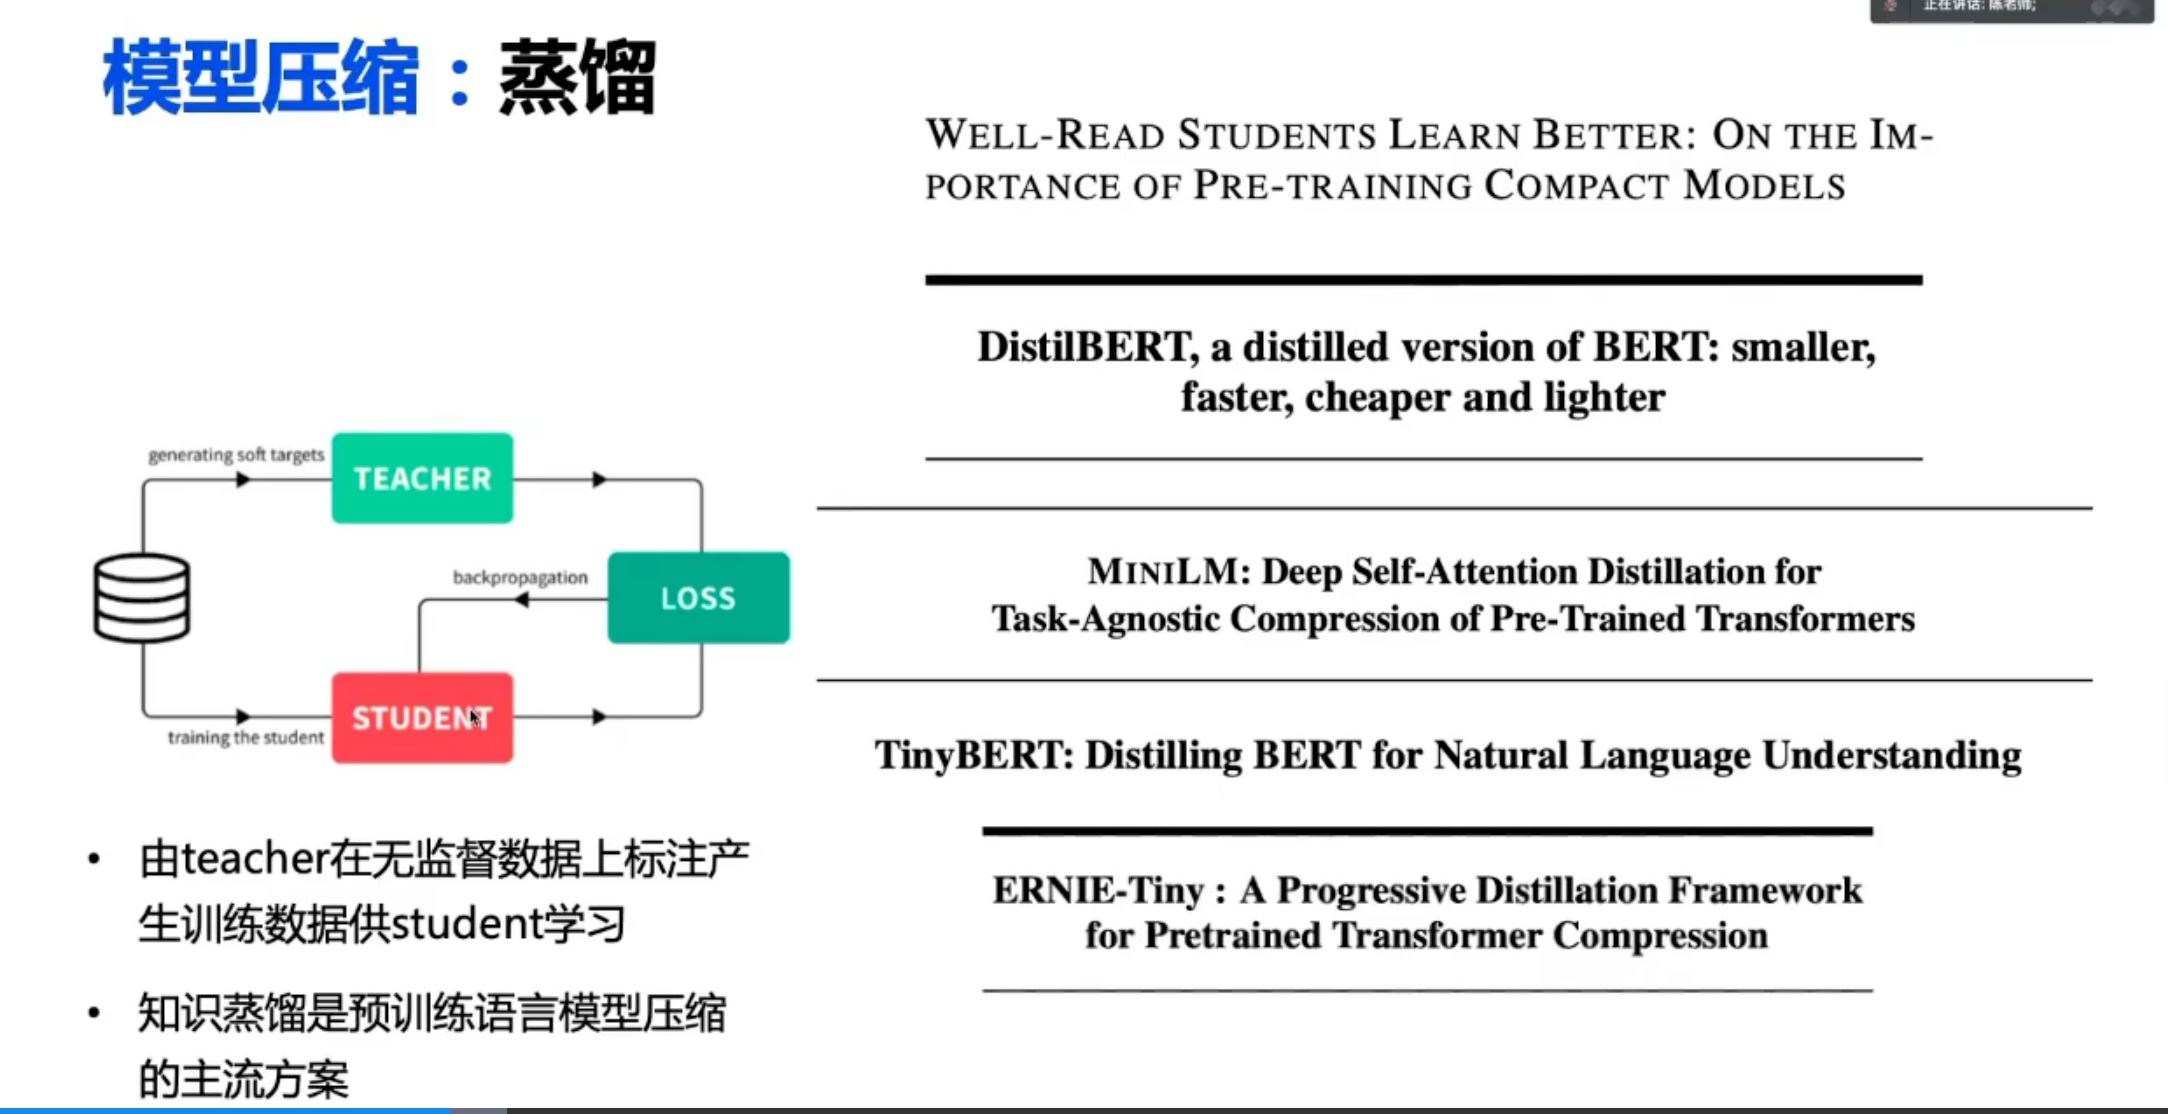 正在讲话: 陈老师;
模型压缩：蒸馏
WELL-READ STUDENTS LEARN BETTER: ON THE IM-
PORTANCE OF PRE-TRAINING COMPACT MODELS
DistilBERT, a distilled version of BERT: smaller,
faster, cheaper and lighter
MINILM: Deep Self-Attention Distillation for
Task-Agnostic Compression of Pre-Trained Transformers
TinyBERT: Distilling BERT for Natural Language Understanding
ERNIE-Tiny : A Progressive Distillation Framework
for Pretrained Transformer Compression
generating soft targets
TEACHER
backpropagation
LOSS
STUDENT
training the student
• 由teacher在无监督数据上标注产
生训练数据供student学习
• 知识蒸馏是预训练语言模型压缩
的主流方案